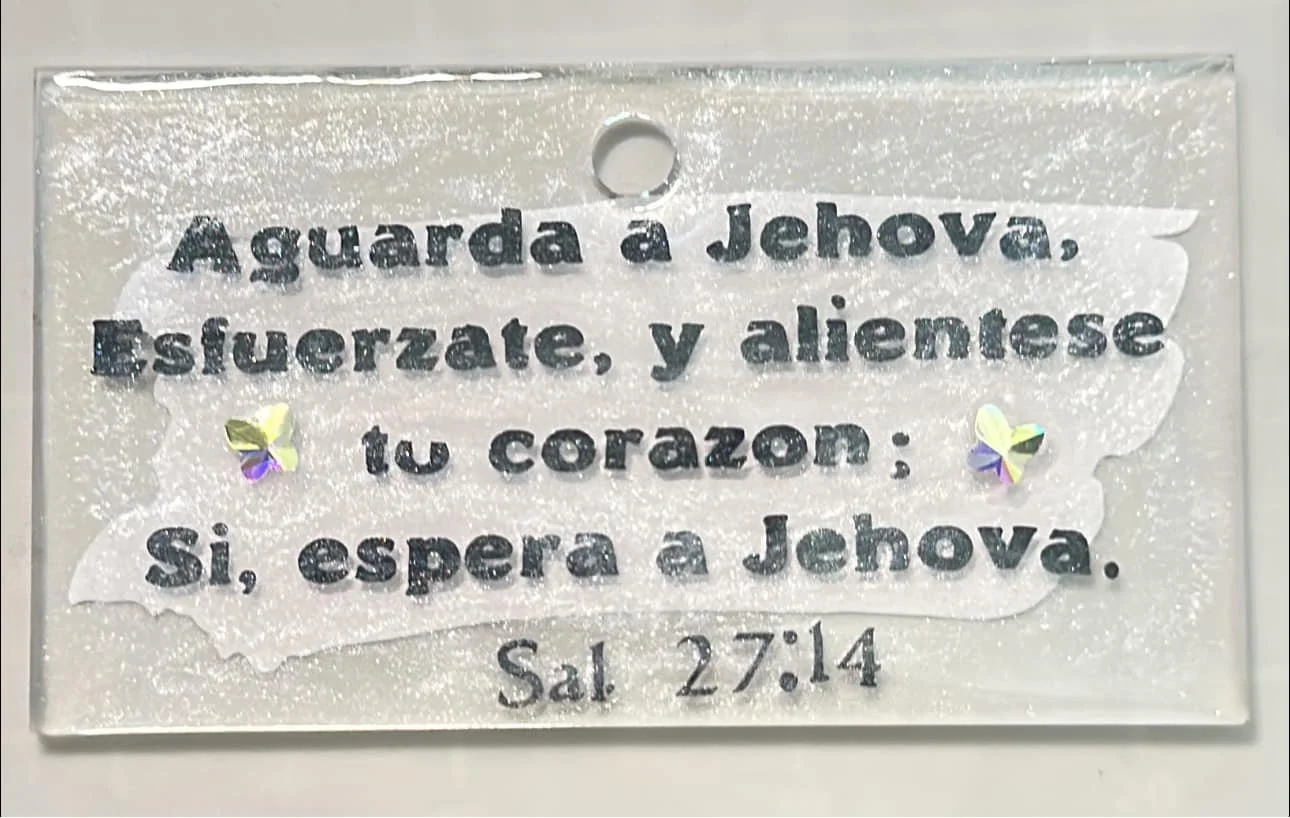 Aguarda a Jehova,
Esfuerzate, y alientese
tu corazon;
Si, espera a Jehova.
Sal. 27:14